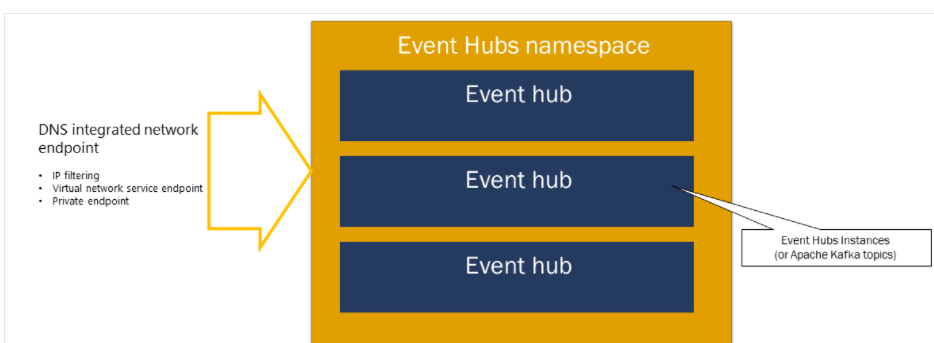 Event Hubs namespace
Event hub
DNS integrated network
endpoint
• IP filtering
• Virtual network service endpoint
• Private endpoint
Event hub
Event Hubs Instances
(or Apache Kafka topics)
Event hub